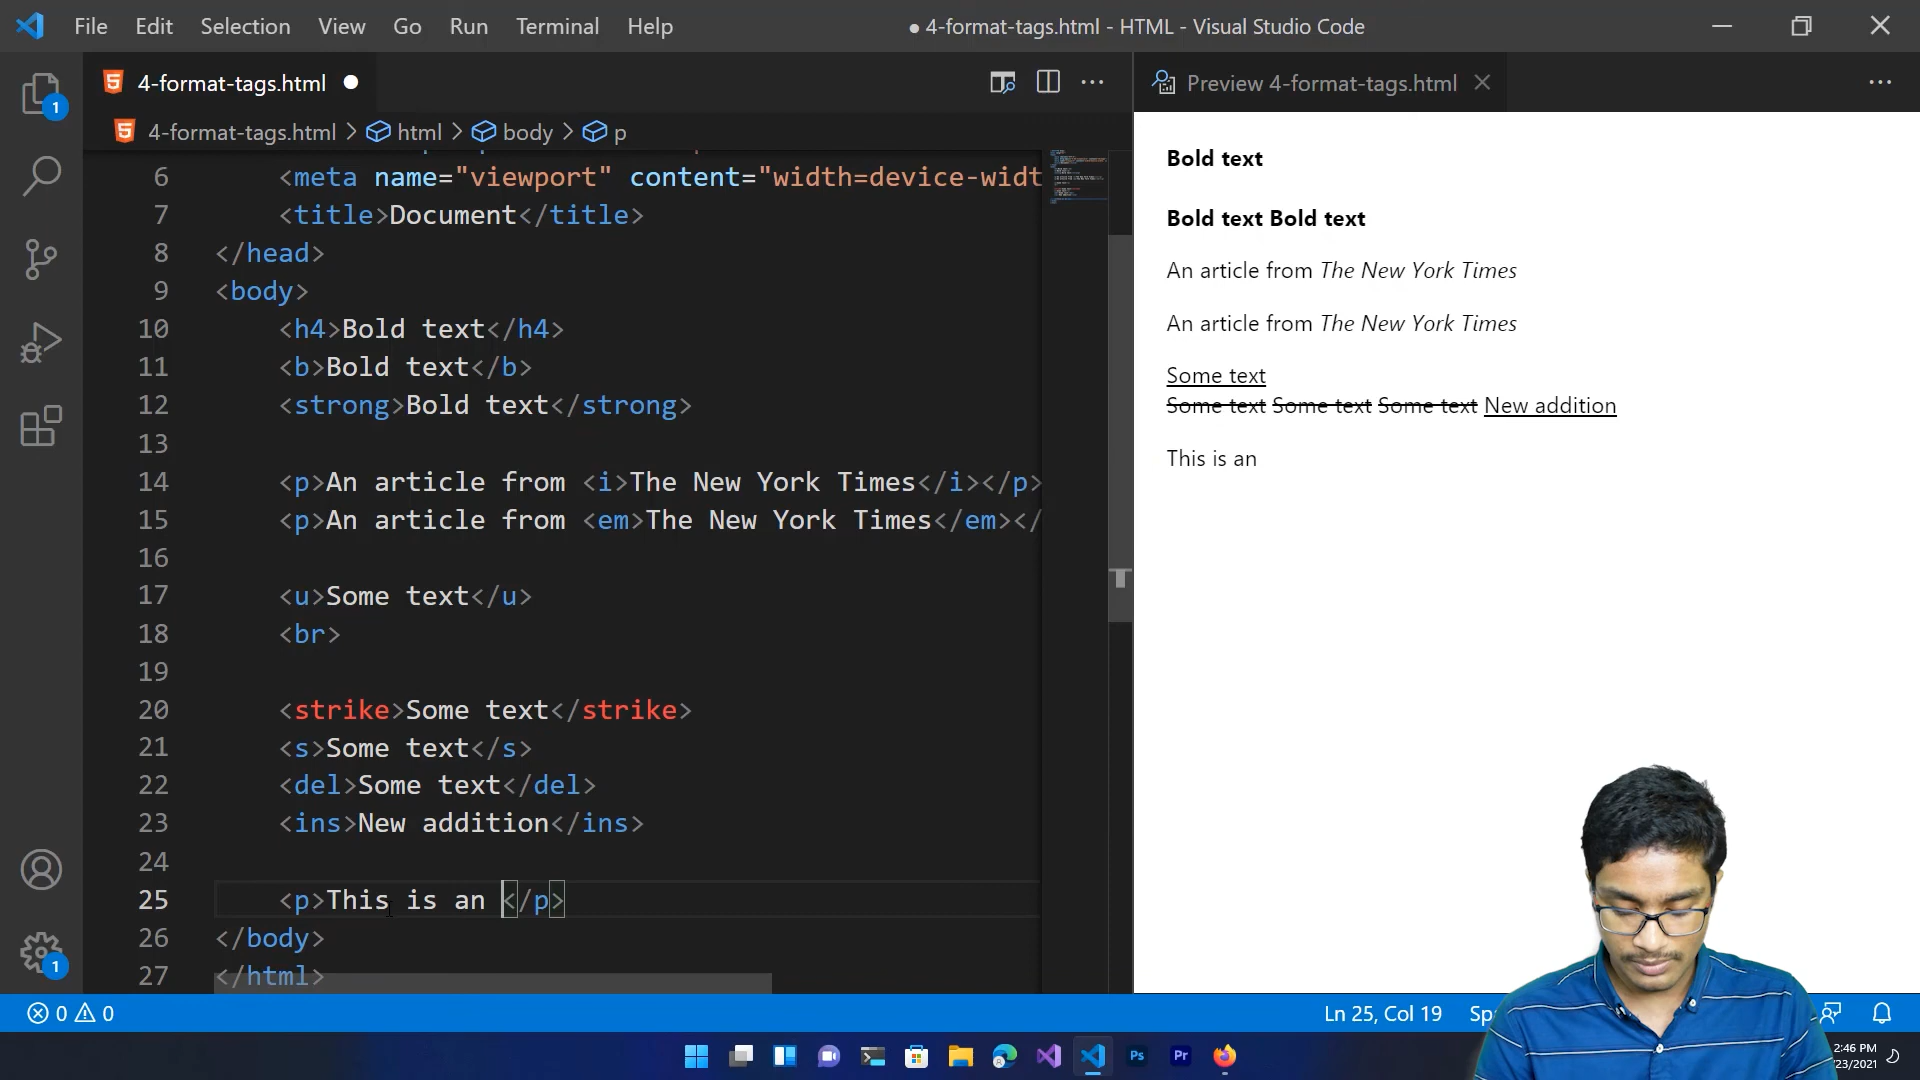 File Edit Selection View Go Run Terminal Help
● 4-format-tags.html - HTML - Visual Studio Code
4-format-tags.html ●
Preview 4-format-tags.html
4-format-tags.html > html > body > p
6 <meta name="viewport" content="width=device-widt
7 <title>Document</title>
8 </head>
9 <body>
10 <h4>Bold text</h4>
11 <b>Bold text</b>
12 <strong>Bold text</strong>
13
14 <p>An article from <i>The New York Times</i></p>
15 <p>An article from <em>The New York Times</em></
16
17 <u>Some text</u>
18 <br>
19
20 <strike>Some text</strike>
21 <s>Some text</s>
22 <del>Some text</del>
23 <ins>New addition</ins>
24
25 <p>This is an </p>
26 </body>
27 </html>
Bold text
Bold text Bold text
An article from The New York Times
An article from The New York Times
Some text
Some text Some text Some text New addition
This is an
1
1
0 0
Ln 25, Col 19
Sp
Ps Pr
2:46 PM
/23/2021